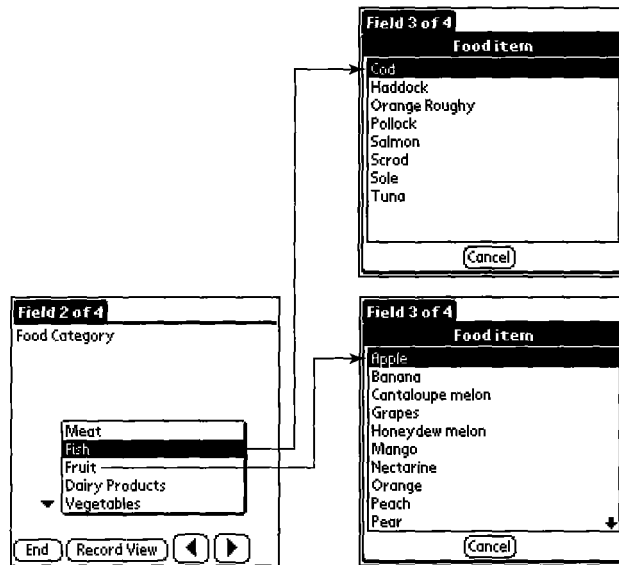 Field 3 of 4
Food item
Cod
Haddock
Orange Roughy
Pollock
Salmon
Scrod
Sole
Tuna
Cancel
Field 2 of 4
Food Category
Meat
Fish
Fruit
Dairy Products
Vegetables
End Record View
Field 3 of 4
Food item
Apple
Banana
Cantaloupe melon
Grapes
Honeydew melon
Mango
Nectarine
Orange
Peach
Pear
Cancel